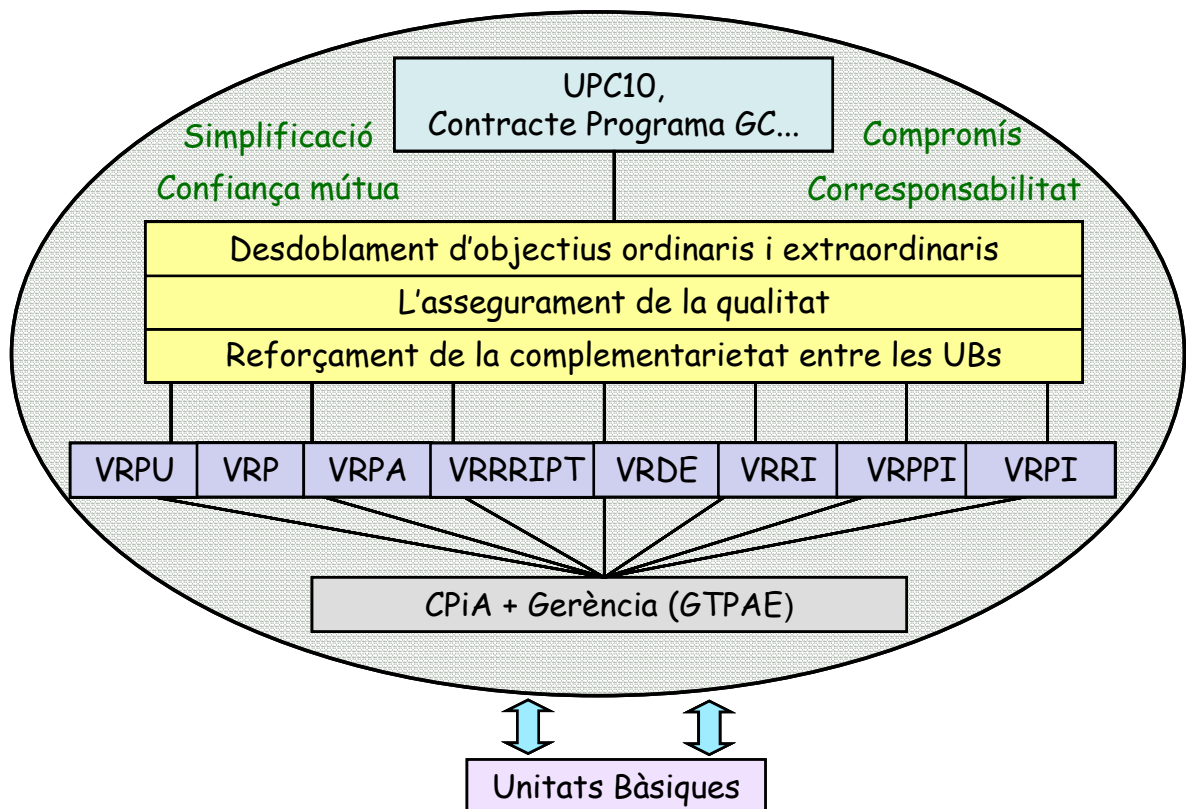 UPC10,
Contracte Programa GC...
Simplificació
Compromís
Confiança mútua
Corresponsabilitat
Desdoblament d'objectius ordinaris i extraordinaris
L'assegurament de la qualitat
Reforçament de la complementarietat entre les UBs
VRPU VRP VRPA VRRRIPT VRDE VRRI VRPPI VRPI
CPiA + Gerència (GTPAE)
Unitats Bàsiques